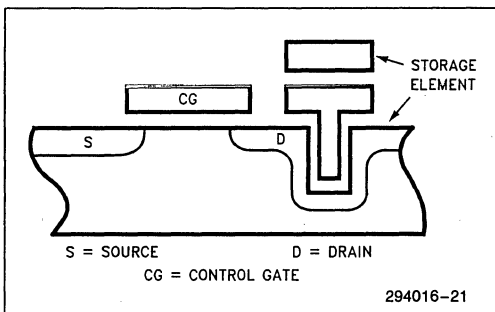 STORAGE
ELEMENT
CG
S
D
S = SOURCE
D = DRAIN
CG = CONTROL GATE
294016-21